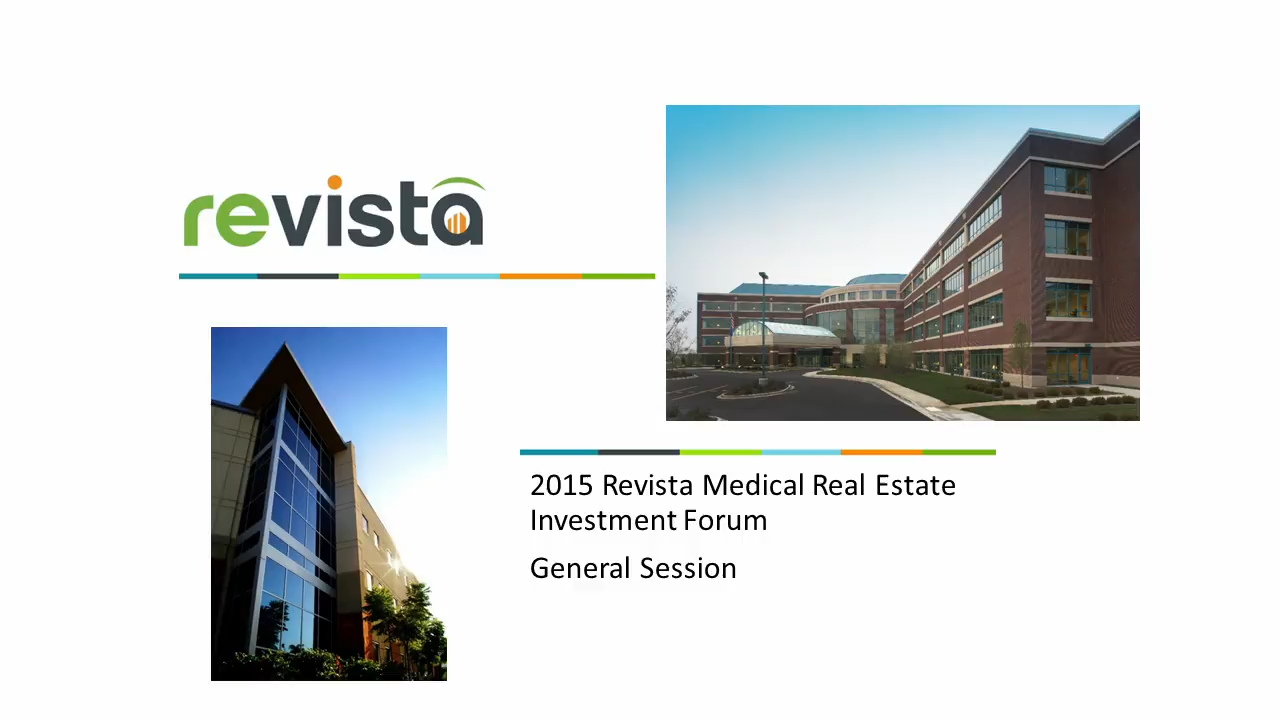 revista
2015 Revista Medical Real Estate
Investment Forum
General Session